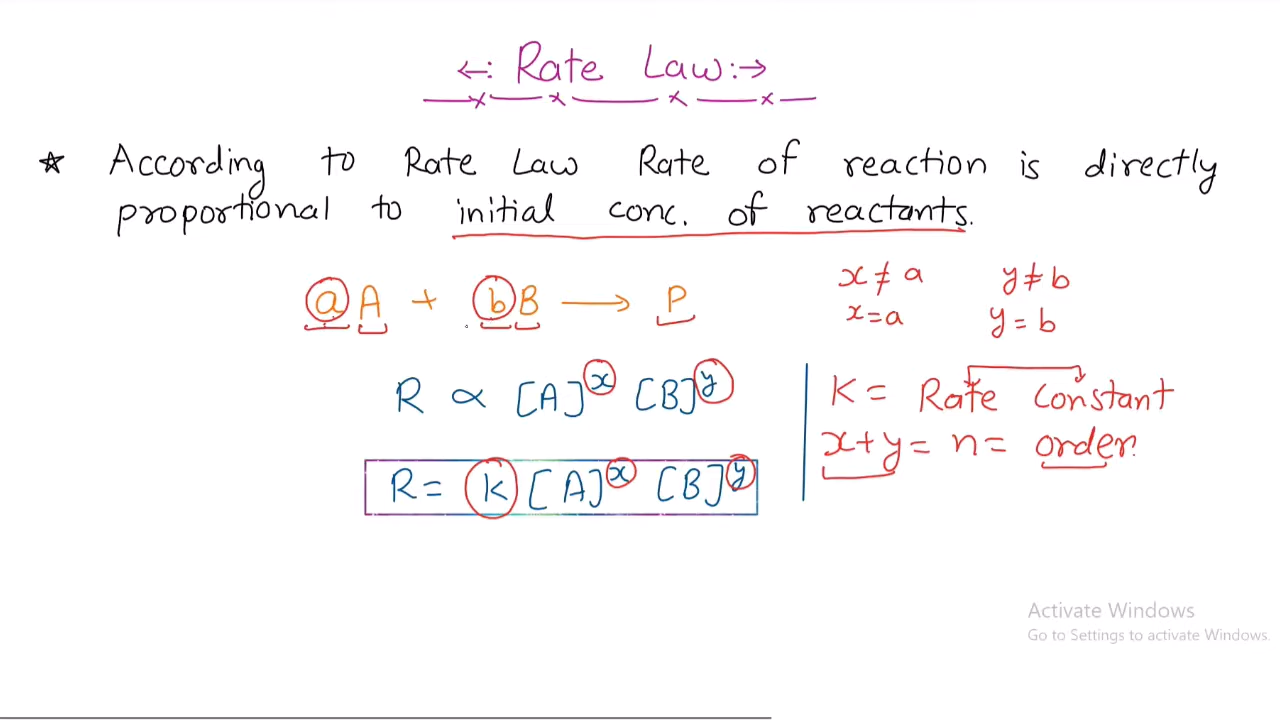 ←: Rate Law:→
☆ According to Rate Law Rate of reaction is directly
proportional to initial conc. of reactants.
aA + bB → P
x ≠ a y ≠ b
x = a y = b
R ∝ [A]^x [B]^y
R = k [A]^x [B]^y
K = Rate Constant
x + y = n = order
Activate Windows
Go to Settings to activate Windows.